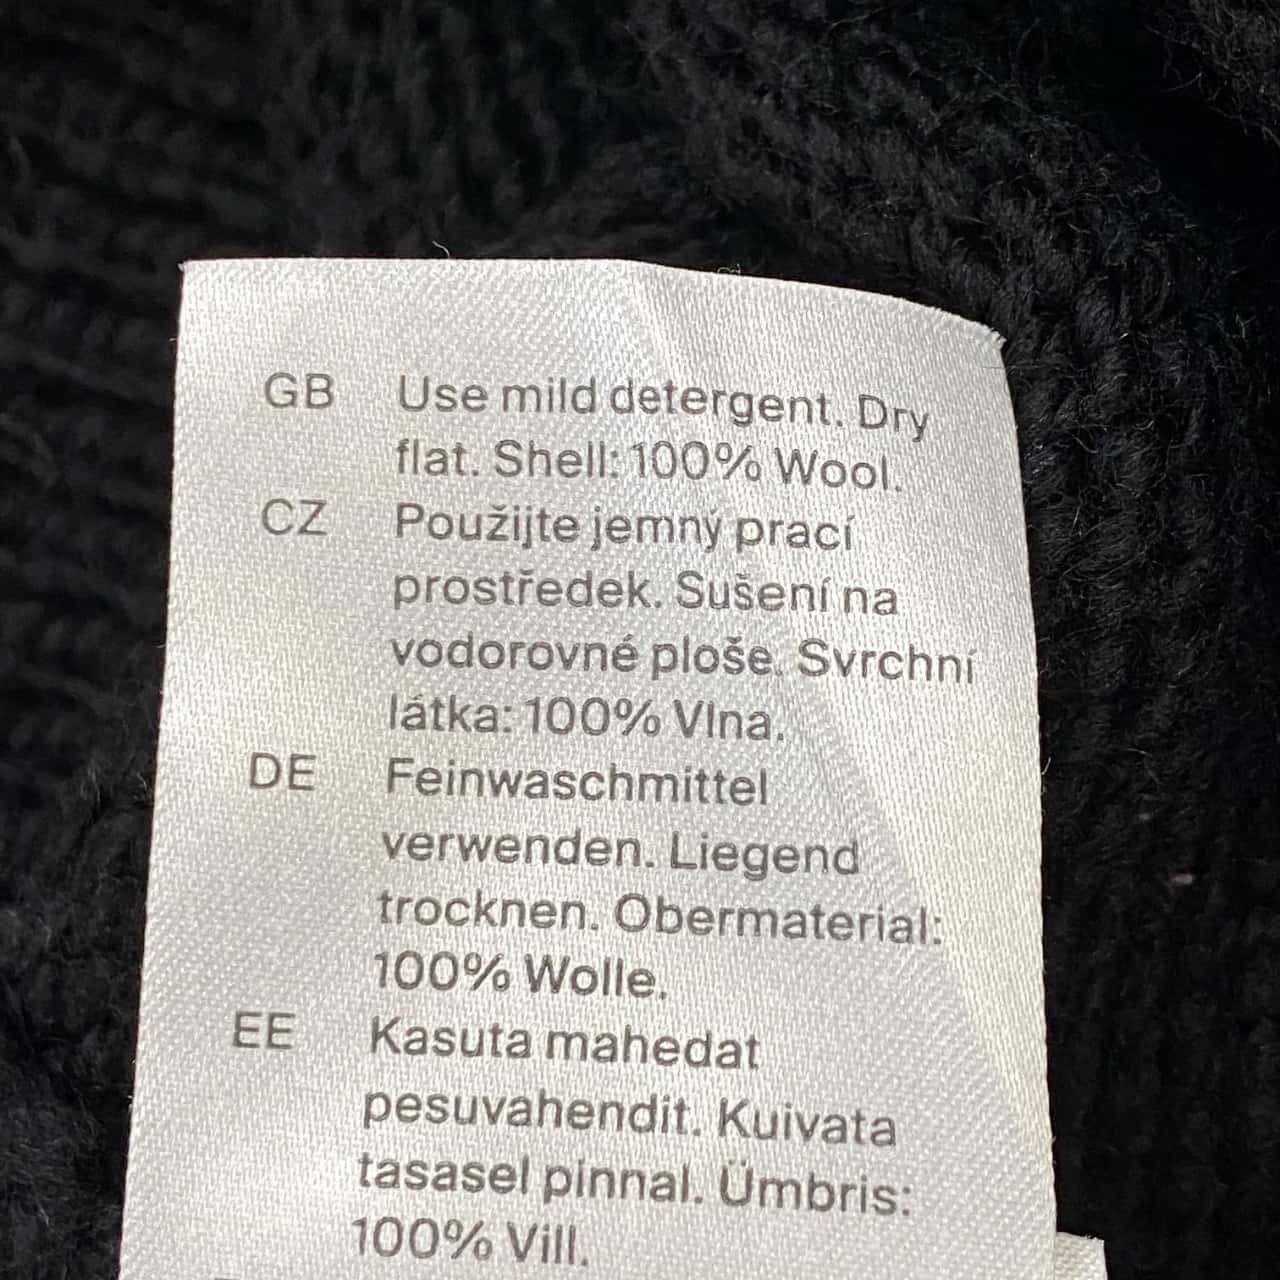 GB Use mild detergent. Dry
flat. Shell: 100% Wool.
CZ Použijte jemný prací
prostředek. Sušení na
vodorovné ploše. Svrchní
látka: 100% Vlna.
DE Feinwaschmittel
verwenden. Liegend
trocknen. Obermaterial:
100% Wolle.
EE Kasuta mahedat
pesuvahendit. Kuivata
tasasel pinnal. Ümbris:
100% Vill.